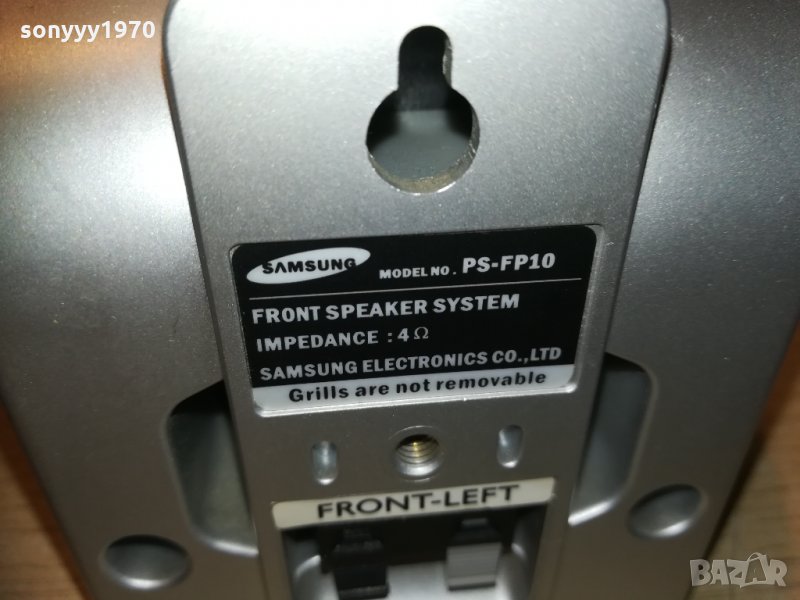 sonyyy1970
SAMSUNG MODEL NO. PS-FP10
FRONT SPEAKER SYSTEM
IMPEDANCE : 4Ω
SAMSUNG ELECTRONICS CO.,LTD
Grills are not removable
FRONT-LEFT
BAZAR